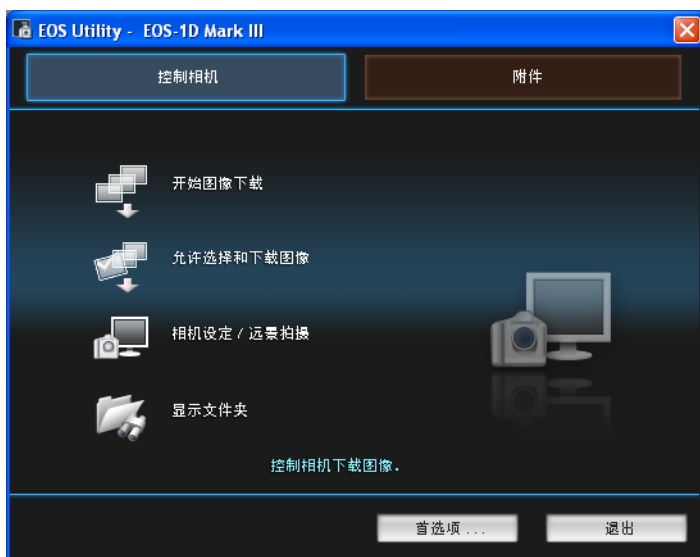 EOS Utility - EOS-1D Mark III
控制相机
附件
开始图像下载
允许选择和下载图像
相机设定 / 远景拍摄
显示文件夹
控制相机下载图像.
首选项 ...
退出